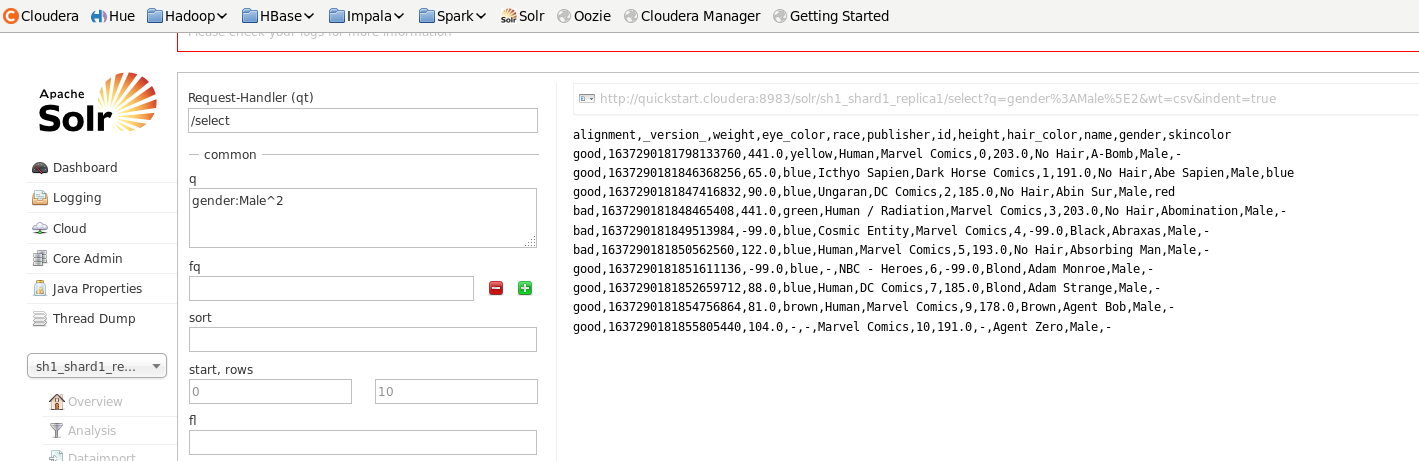 Cloudera Hue Hadoop HBase Impala Spark Solr Oozie Cloudera Manager Getting Started
Please check your logs for more information
Apache
Solr
Dashboard
Logging
Cloud
Core Admin
Java Properties
Thread Dump
sh1_shard1_re...
Overview
Analysis
Dataimport
Request-Handler (qt)
/select
common
q
gender:Male^2
fq
sort
start, rows
0 10
fl
http://quickstart.cloudera:8983/solr/sh1_shard1_replica1/select?q=gender%3AMale%5E2&wt=csv&indent=true
alignment,_version_,weight,eye_color,race,publisher,id,height,hair_color,name,gender,skincolor
good,1637290181798133760,441.0,yellow,Human,Marvel Comics,0,203.0,No Hair,A-Bomb,Male,-
good,1637290181846368256,65.0,blue,Icthyo Sapien,Dark Horse Comics,1,191.0,No Hair,Abe Sapien,Male,blue
good,1637290181847416832,90.0,blue,Ungaran,DC Comics,2,185.0,No Hair,Abin Sur,Male,red
bad,1637290181848465408,441.0,green,Human / Radiation,Marvel Comics,3,203.0,No Hair,Abomination,Male,-
bad,1637290181849513984,-99.0,blue,Cosmic Entity,Marvel Comics,4,-99.0,Black,Abraxas,Male,-
bad,1637290181850562560,122.0,blue,Human,Marvel Comics,5,193.0,No Hair,Absorbing Man,Male,-
good,1637290181851611136,-99.0,blue,-,NBC - Heroes,6,-99.0,Blond,Adam Monroe,Male,-
good,1637290181852659712,88.0,blue,Human,DC Comics,7,185.0,Blond,Adam Strange,Male,-
good,1637290181854756864,81.0,brown,Human,Marvel Comics,9,178.0,Brown,Agent Bob,Male,-
good,1637290181855805440,104.0,-,-,Marvel Comics,10,191.0,-,Agent Zero,Male,-